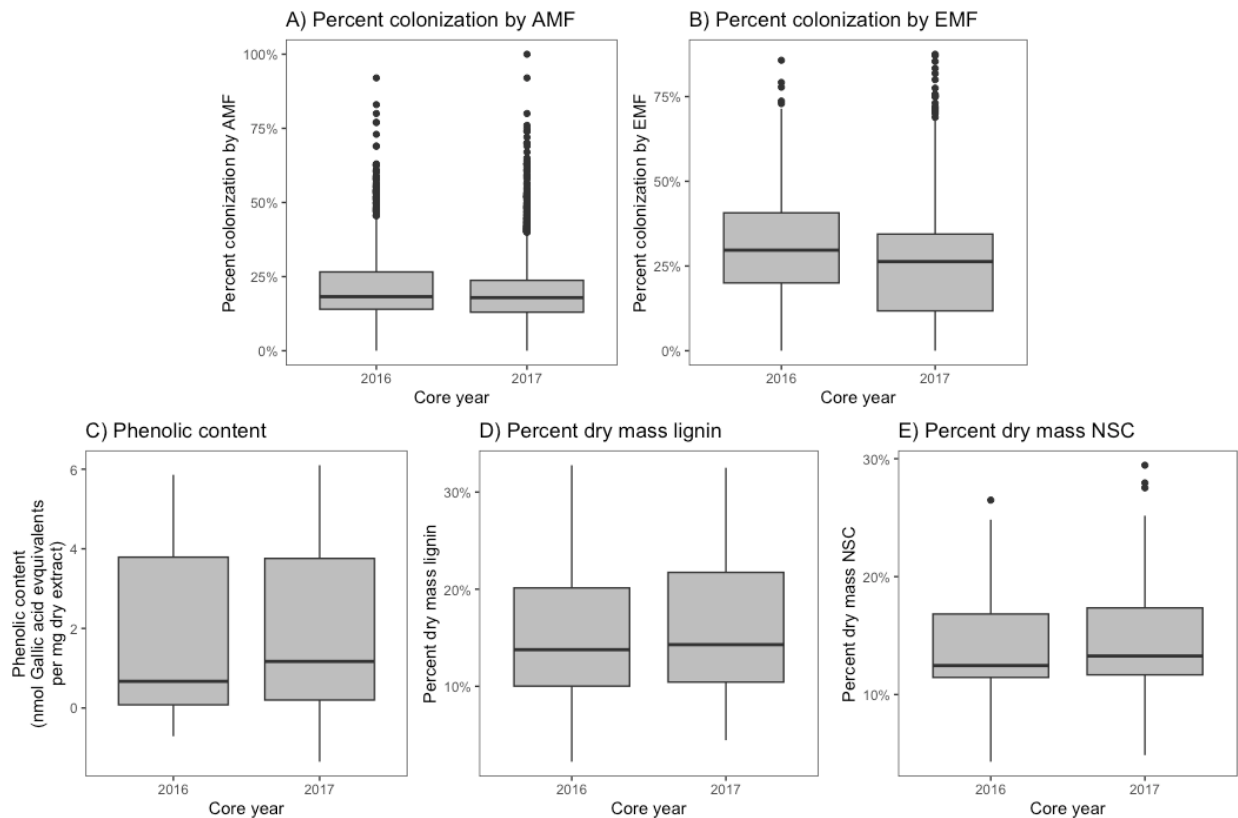 A) Percent colonization by AMF
Percent colonization by AMF
100%
75%
50%
25%
0%
2016
2017
Core year
B) Percent colonization by EMF
Percent colonization by EMF
75%
50%
25%
0%
2016
2017
Core year
C) Phenolic content
Phenolic content
(nmol Gallic acid evquivalents
per mg dry extract)
6
4
2
0
2016
2017
Core year
D) Percent dry mass lignin
Percent dry mass lignin
30%
20%
10%
2016
2017
Core year
E) Percent dry mass NSC
Percent dry mass NSC
30%
20%
10%
2016
2017
Core year